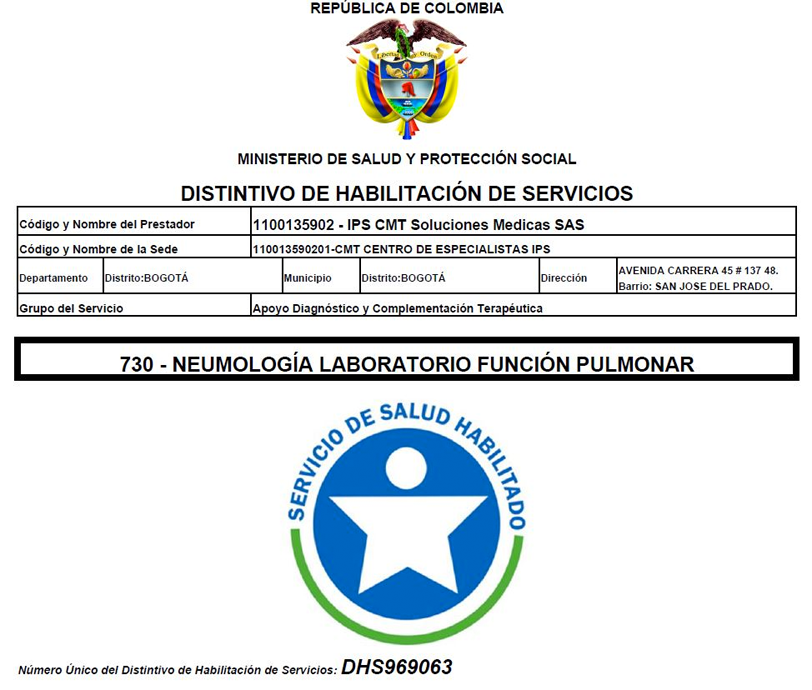 REPÚBLICA DE COLOMBIA
Libertad y Orden
MINISTERIO DE SALUD Y PROTECCIÓN SOCIAL
DISTINTIVO DE HABILITACIÓN DE SERVICIOS
Código y Nombre del Prestador 1100135902 - IPS CMT Soluciones Medicas SAS
Código y Nombre de la Sede 110013590201-CMT CENTRO DE ESPECIALISTAS IPS
Departamento Distrito:BOGOTÁ Municipio Distrito:BOGOTÁ Dirección AVENIDA CARRERA 45 # 137 48.
Barrio: SAN JOSE DEL PRADO.
Grupo del Servicio Apoyo Diagnóstico y Complementación Terapéutica
730 - NEUMOLOGÍA LABORATORIO FUNCIÓN PULMONAR
SERVICIO DE SALUD HABILITADO
Número Único del Distintivo de Habilitación de Servicios: DHS969063